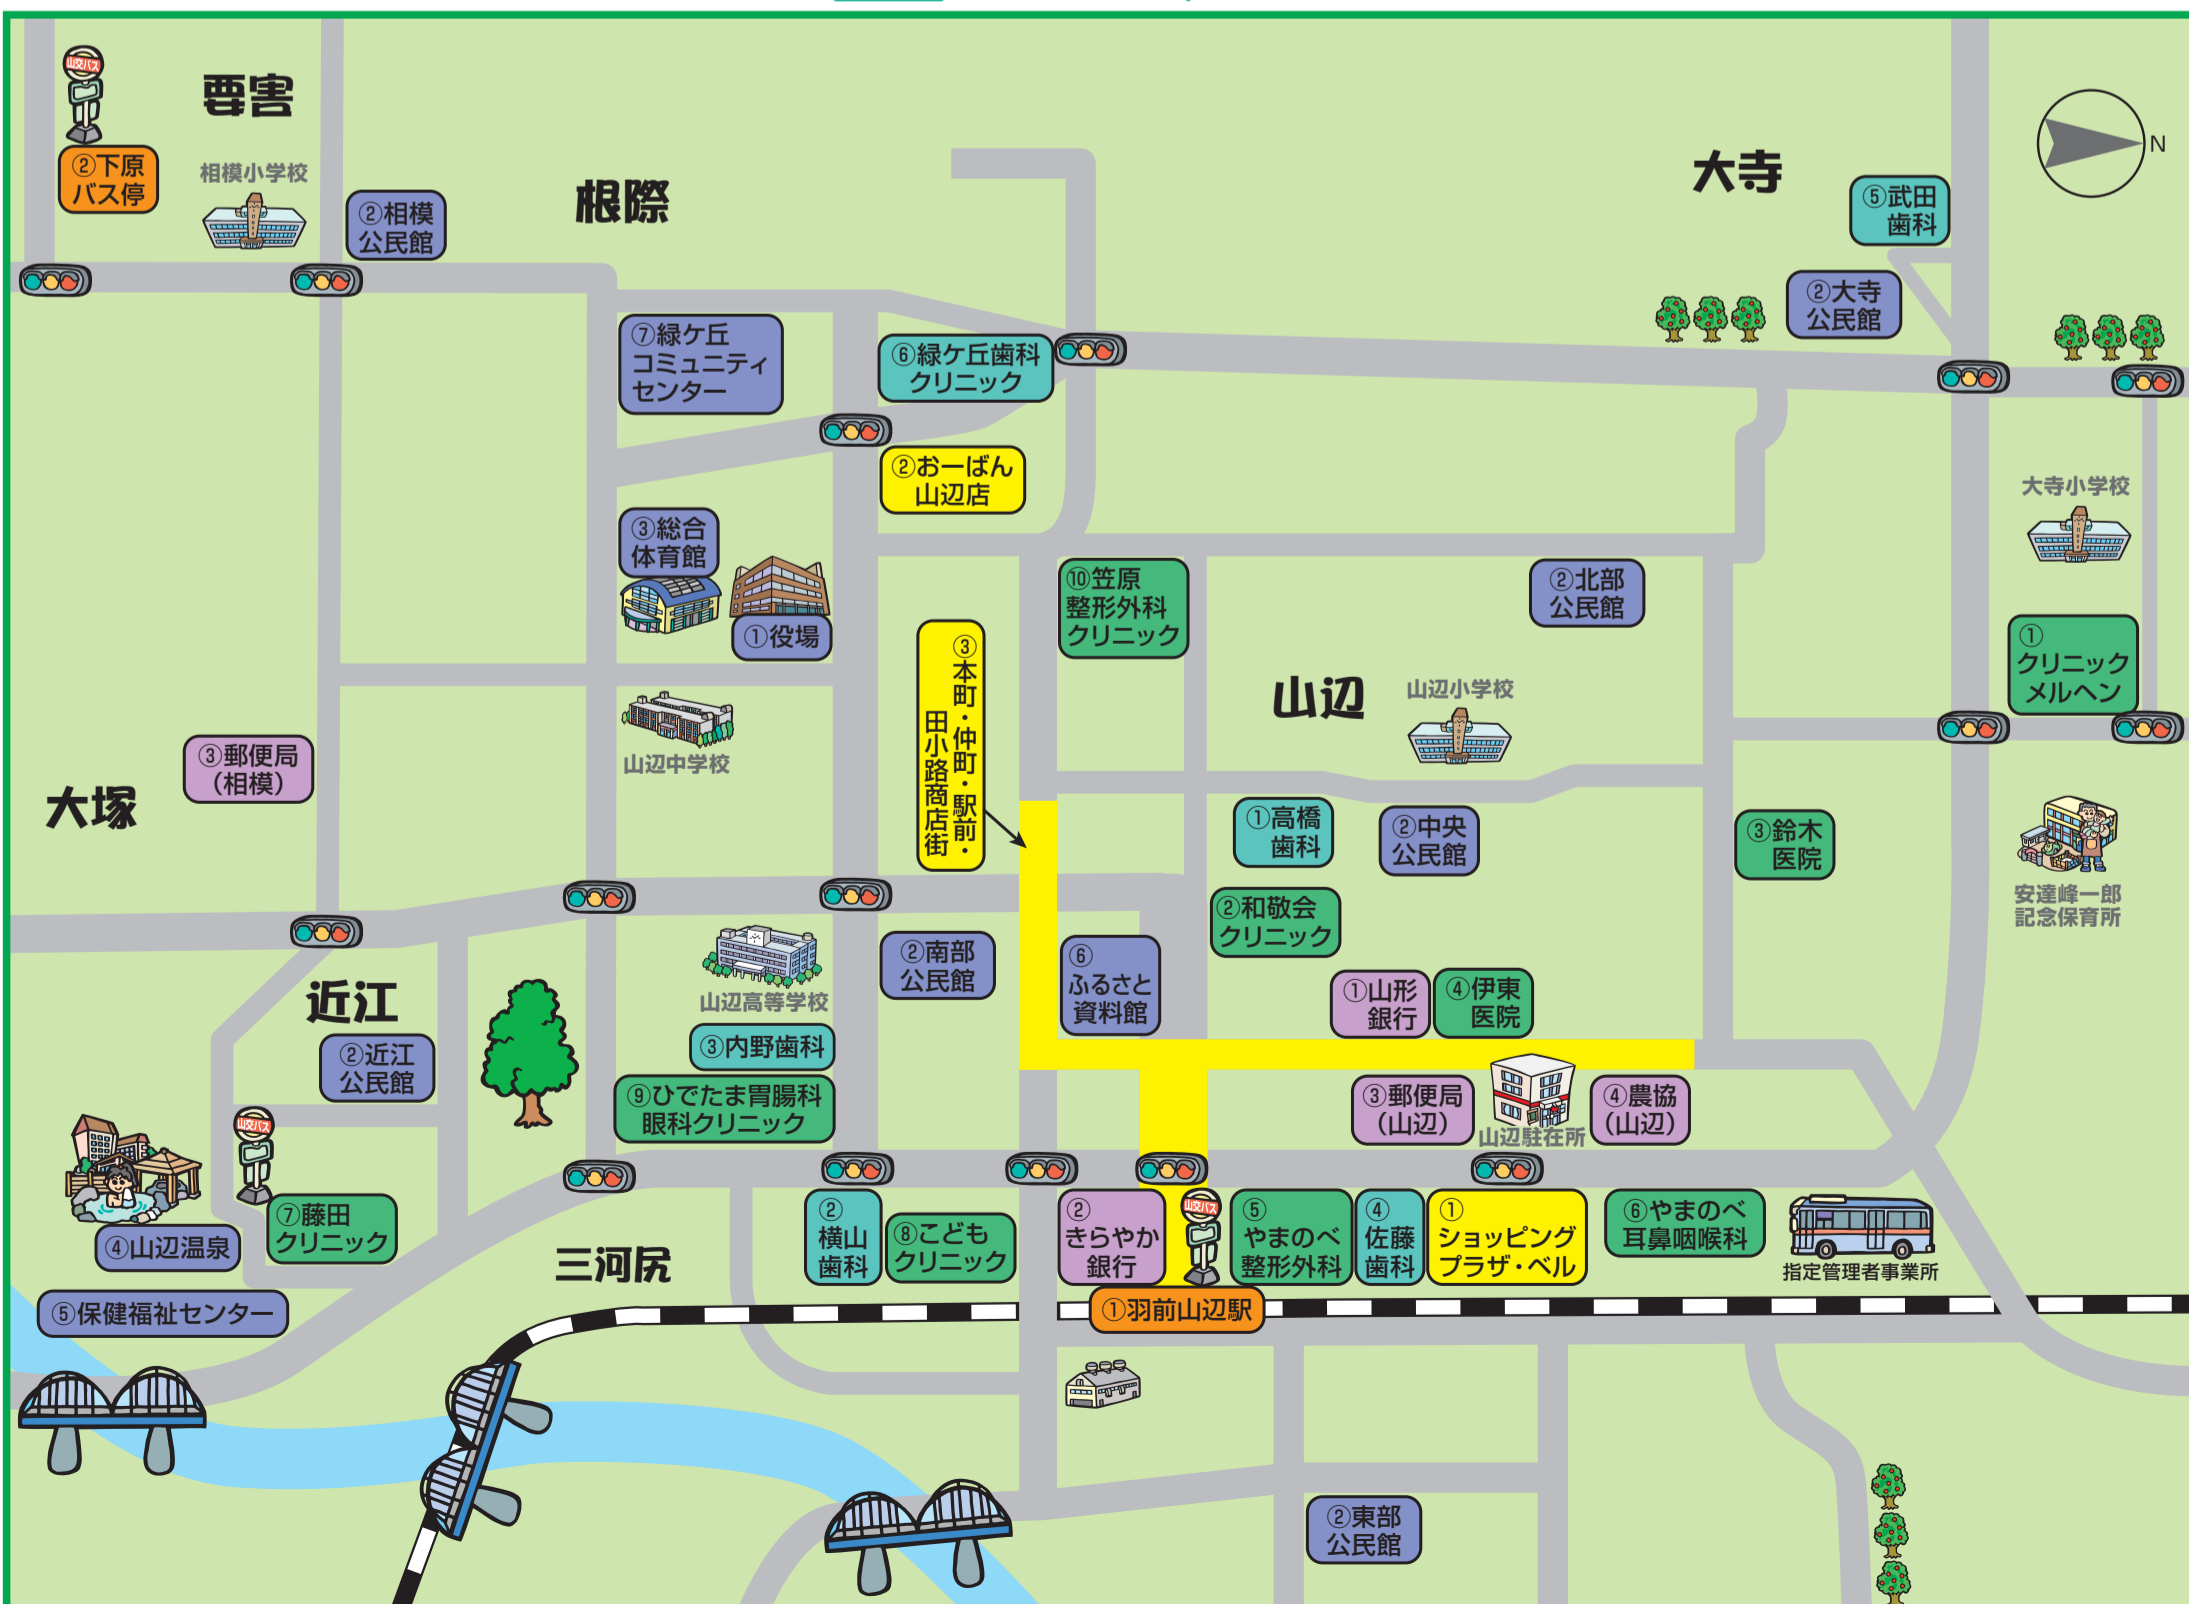 山交バス
要害
②下原
バス停
相模小学校
②相模
公民館
根際
大寺
N
⑤武田
歯科
②大寺
公民館
⑦緑ケ丘
コミュニティ
センター
⑥緑ケ丘歯科
クリニック
②おーばん
山辺店
③総合
体育館
①役場
大寺小学校
⑩笠原
整形外科
クリニック
②北部
公民館
①
クリニック
メルヘン
③
本町・仲町・駅前・
田小路商店街
山辺
山辺小学校
山辺中学校
③郵便局
（相模）
大塚
①高橋
歯科
②中央
公民館
③鈴木
医院
安達峰一郎
記念保育所
②和敬会
クリニック
②南部
公民館
⑥
ふるさと
資料館
山辺高等学校
①山形
銀行
④伊東
医院
近江
②近江
公民館
③内野歯科
⑨ひでたま胃腸科
眼科クリニック
③郵便局
（山辺）
山辺駐在所
④農協
（山辺）
山交バス
④山辺温泉
⑦藤田
クリニック
⑤保健福祉センター
三河尻
②
横山
歯科
⑧こども
クリニック
②
きらやか
銀行
山交バス
⑤
やまのべ
整形外科
④
佐藤
歯科
①
ショッピング
プラザ・ベル
⑥やまのべ
耳鼻咽喉科
指定管理者事業所
①羽前山辺駅
②東部
公民館